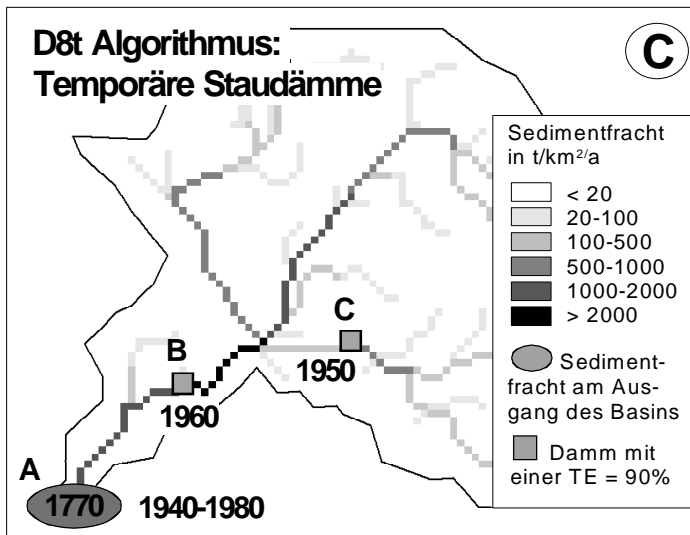 D8t Algorithmus:
Temporäre Staudämme
C
Sedimentfracht
in t/km²/a
< 20
20-100
100-500
500-1000
1000-2000
> 2000
Sediment-
fracht am Aus-
gang des Basins
Damm mit
einer TE = 90%
C
1950
B
1960
A
1770
1940-1980